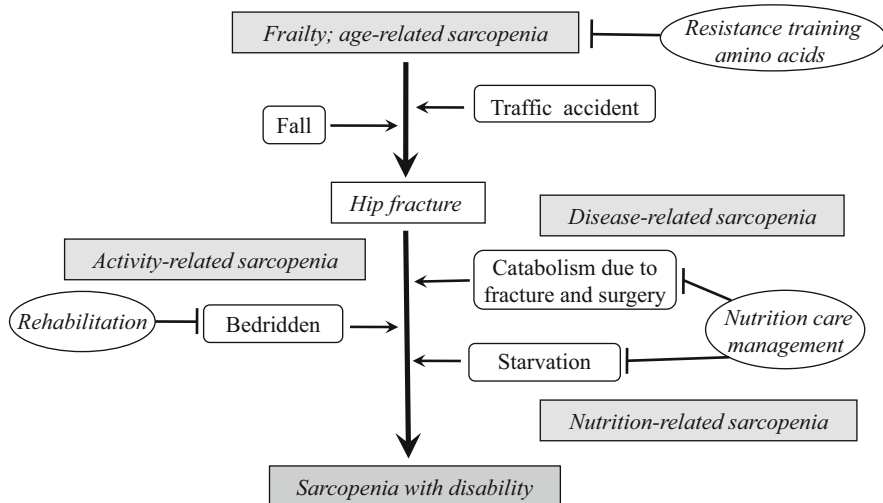 Frailty; age-related sarcopenia
Resistance training
amino acids
Traffic accident
Fall
Hip fracture
Disease-related sarcopenia
Activity-related sarcopenia
Catabolism due to
fracture and surgery
Rehabilitation
Bedridden
Nutrition care
management
Starvation
Nutrition-related sarcopenia
Sarcopenia with disability